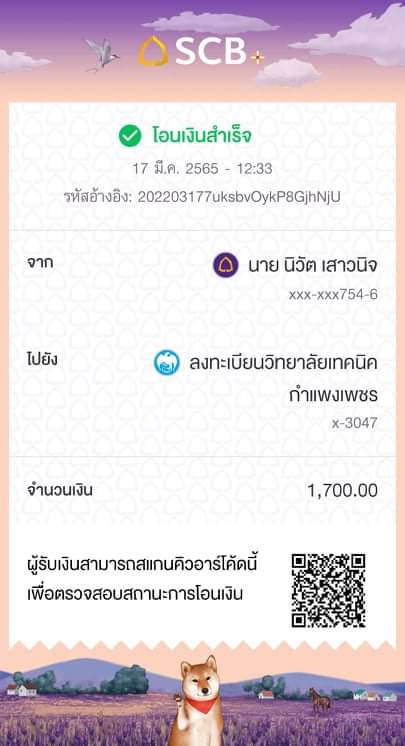 SCB
โอนเงินสำเร็จ
17 มี.ค. 2565 - 12:33
รหัสอ้างอิง: 202203177uksbvOykP8GjhNjU
จาก
นาย นิวัต เสาวนิจ
xxx-xxx754-6
ไปยัง
ลงทะเบียนวิทยาลัยเทคนิค
กำแพงเพชร
x-3047
จำนวนเงิน
1,700.00
ผู้รับเงินสามารถสแกนคิวอาร์โค้ดนี้
เพื่อตรวจสอบสถานะการโอนเงิน